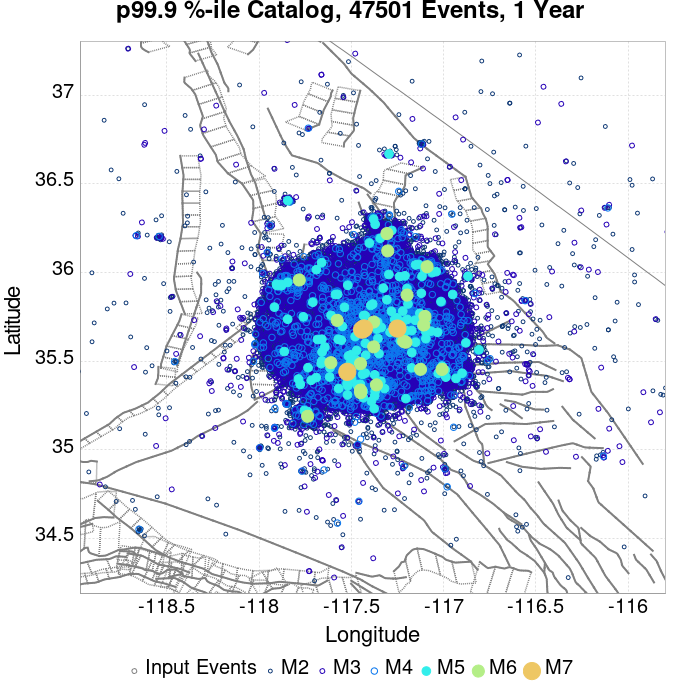 p99.9 %-ile Catalog, 47501 Events, 1 Year
37
36.5
36
35.5
35
34.5
Latitude
-118.5 -118 -117.5 -117 -116.5 -116
Longitude
Input Events M2 M3 M4 M5 M6 M7